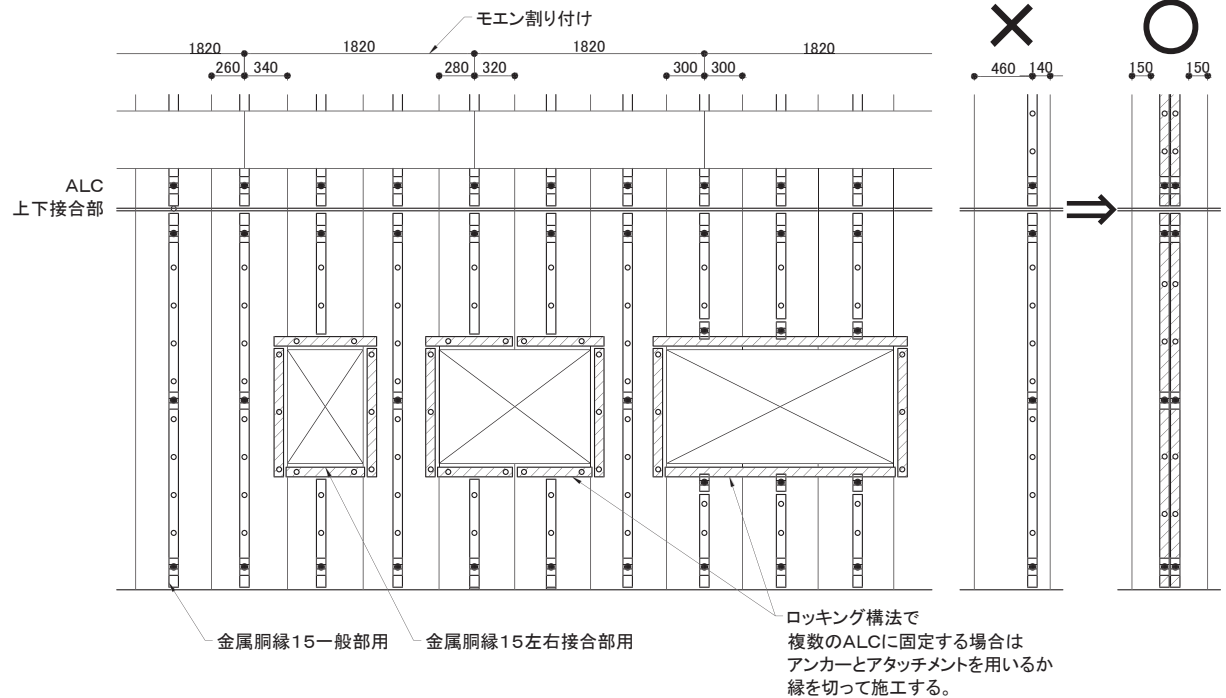 モエン割り付け
1820
1820
1820
1820
260 340
280 320
300 300
460 140
150
150
ALC
上下接合部
金属胴縁15一般部用
金属胴縁15左右接合部用
ロッキング構法で
複数のALCに固定する場合は
アンカーとアタッチメントを用いるか
縁を切って施工する。